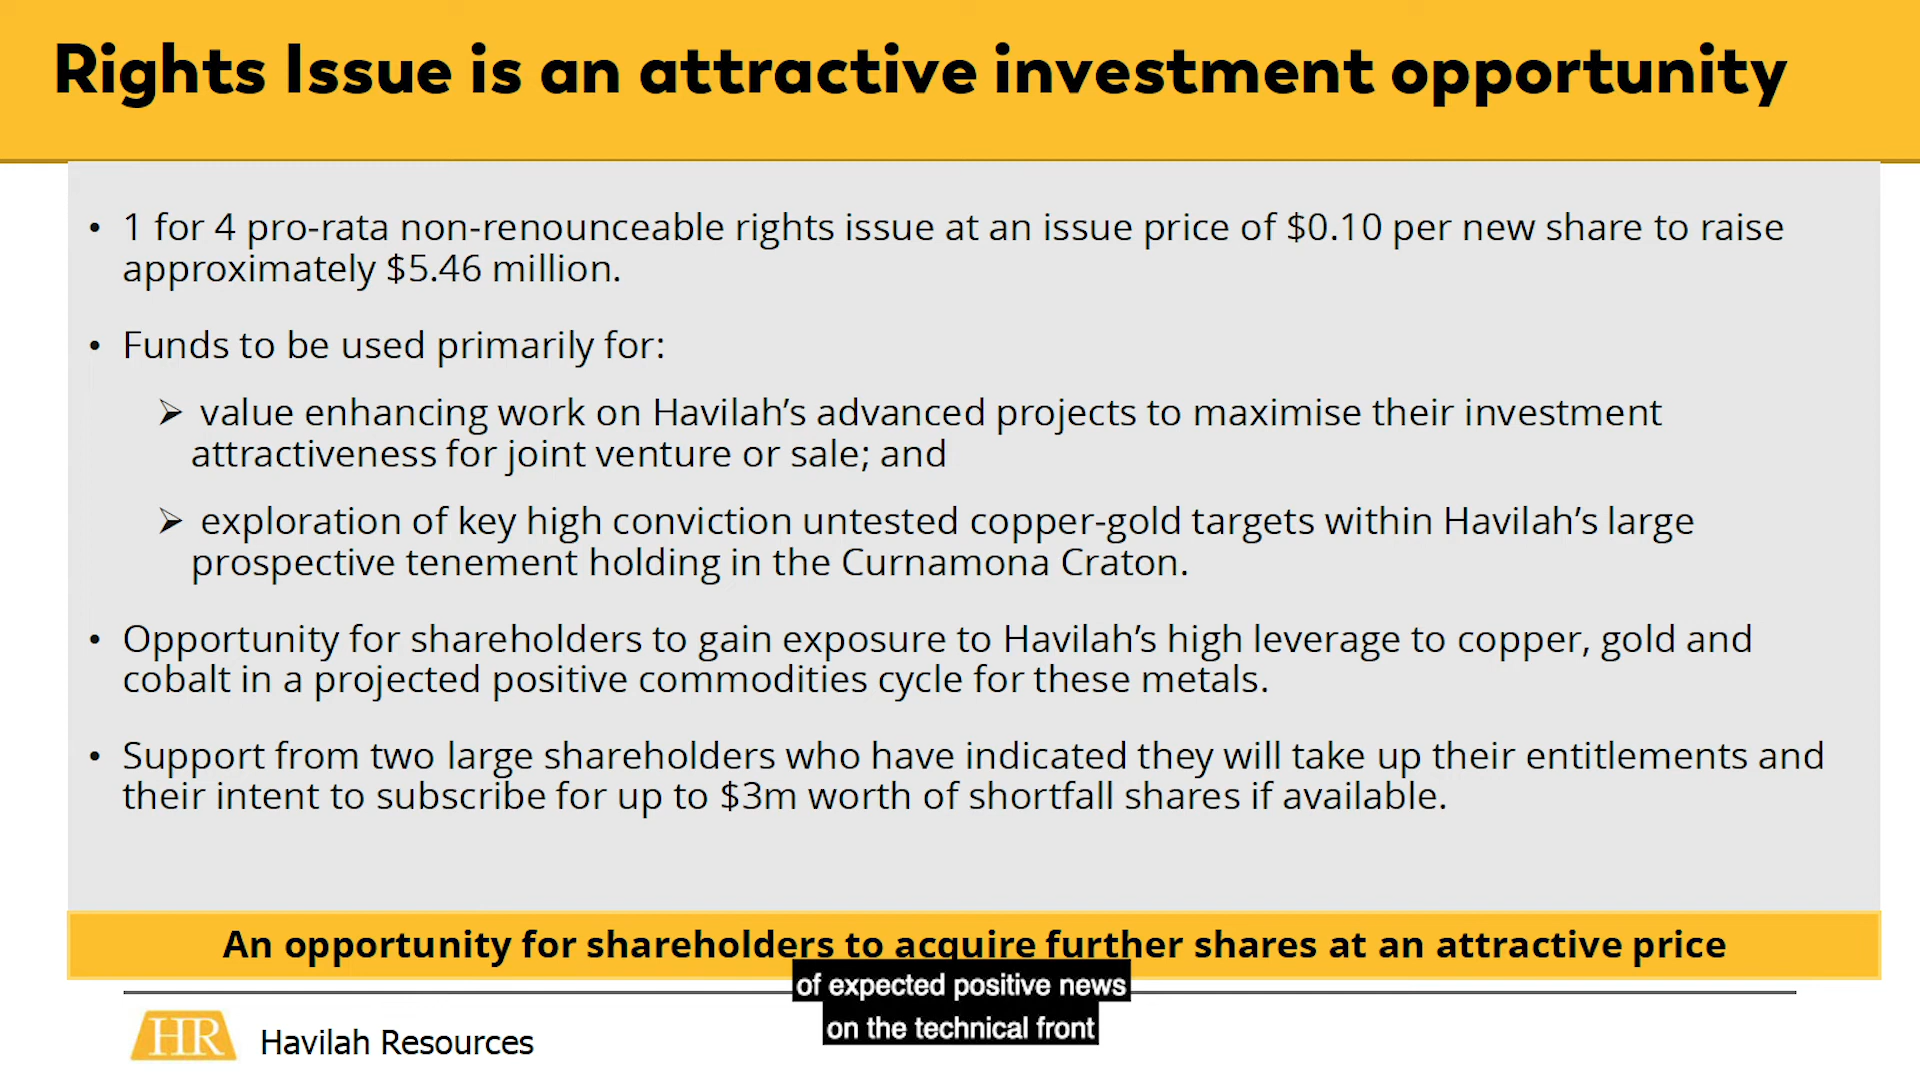 Rights Issue is an attractive investment opportunity
• 1 for 4 pro-rata non-renounceable rights issue at an issue price of $0.10 per new share to raise
approximately $5.46 million.
• Funds to be used primarily for:
➢ value enhancing work on Havilah’s advanced projects to maximise their investment
attractiveness for joint venture or sale; and
➢ exploration of key high conviction untested copper-gold targets within Havilah’s large
prospective tenement holding in the Curnamona Craton.
• Opportunity for shareholders to gain exposure to Havilah’s high leverage to copper, gold and
cobalt in a projected positive commodities cycle for these metals.
• Support from two large shareholders who have indicated they will take up their entitlements and
their intent to subscribe for up to $3m worth of shortfall shares if available.
An opportunity for shareholders to acquire further shares at an attractive price
of expected positive news
on the technical front
HR
Havilah Resources